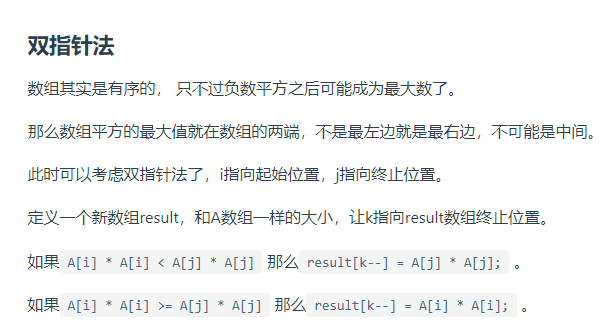 双指针法
数组其实是有序的， 只不过负数平方之后可能成为最大数了。
那么数组平方的最大值就在数组的两端，不是最左边就是最右边，不可能是中间。
此时可以考虑双指针法了，i指向起始位置，j指向终止位置。
定义一个新数组result，和A数组一样的大小，让k指向result数组终止位置。
如果 A[i] * A[i] < A[j] * A[j] 那么 result[k--] = A[j] * A[j]; 。
如果 A[i] * A[i] >= A[j] * A[j] 那么 result[k--] = A[i] * A[i]; 。